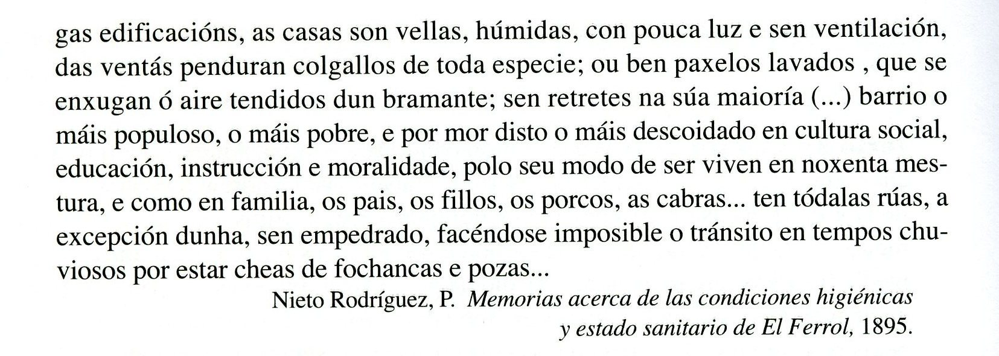 gas edificacións, as casas son vellas, húmidas, con pouca luz e sen ventilación,
das ventás penduran colgallos de toda especie; ou ben paxelos lavados , que se
enxugan ó aire tendidos dun bramante; sen retretes na súa maioría (...) barrio o
máis populoso, o máis pobre, e por mor disto o máis descoidado en cultura social,
educación, instrucción e moralidade, polo seu modo de ser viven en noxenta mes-
tura, e como en familia, os pais, os fillos, os porcos, as cabras... ten tódalas rúas, a
excepción dunha, sen empedrado, facéndose imposible o tránsito en tempos chu-
viosos por estar cheas de fochancas e pozas...
Nieto Rodríguez, P. Memorias acerca de las condiciones higiénicas
y estado sanitario de El Ferrol, 1895.